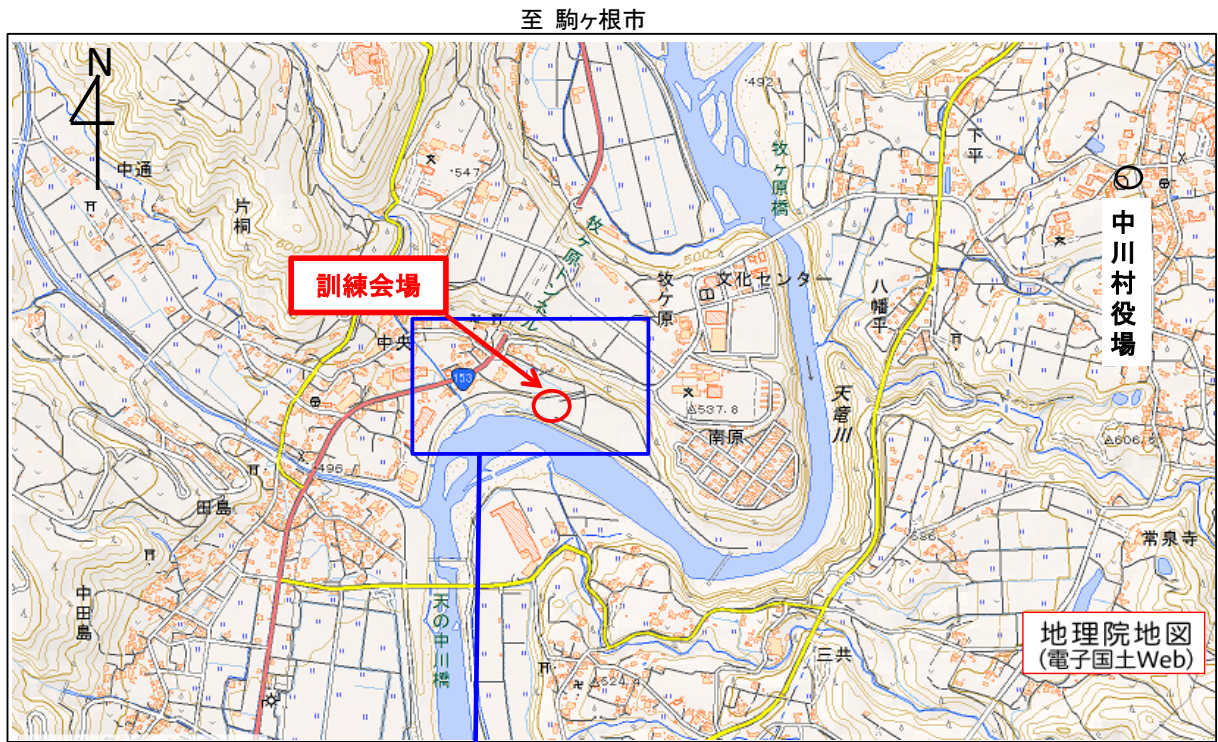 至 駒ヶ根市
N
中通
片桐
・547
・492
牧ヶ原橋
下平
中川村役場
訓練会場
牧ヶ原トンネル
牧ヶ原
文化センター
八幡平
中央
153
△537.8
南原
天竜川
△606.5
・496
田島
中田島
天の中川橋
常泉寺
三共
地理院地図
(電子国土Web)